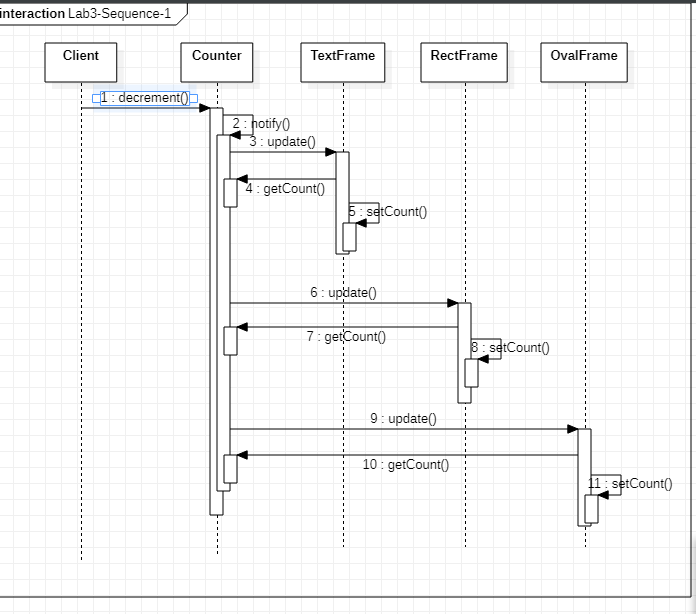 interaction Lab3-Sequence-1
Client Counter TextFrame RectFrame OvalFrame
1 : decrement()
2 : notify()
3 : update()
4 : getCount()
5 : setCount()
6 : update()
7 : getCount()
8 : setCount()
9 : update()
10 : getCount()
11 : setCount()